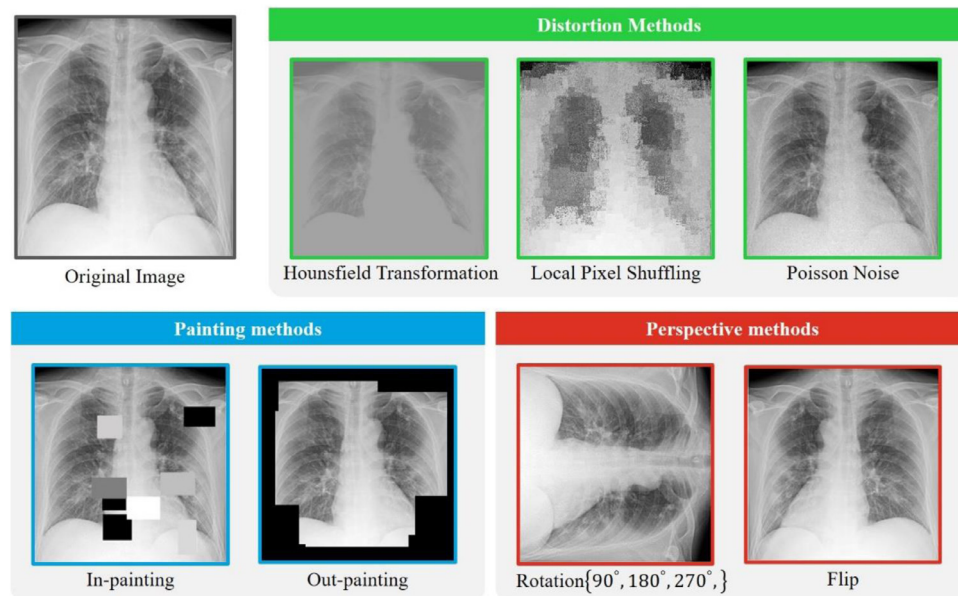 Distortion Methods
Original Image
Hounsfield Transformation
Local Pixel Shuffling
Poisson Noise
Painting methods
Perspective methods
In-painting
Out-painting
Rotation{90°, 180°, 270°,}
Flip